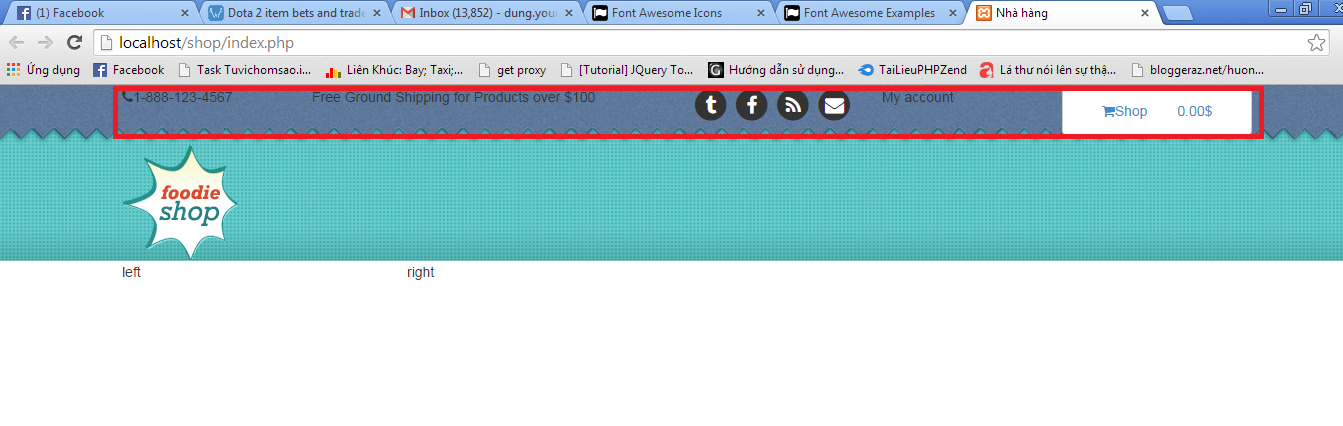 (1) Facebook
Dota 2 item bets and trade
Inbox (13,852) - dung.your
Font Awesome Icons
Font Awesome Examples
Nhà hàng
localhost/shop/index.php
Ứng dụng
Facebook
Task Tuvichomsao.i...
Liên Khúc: Bay; Taxi;...
get proxy
[Tutorial] JQuery To...
Hướng dẫn sử dụng...
TaiLieuPHPZend
Lá thư nói lên sự thậ...
bloggeraz.net/huon...
1-888-123-4567
Free Ground Shipping for Products over $100
My account
Shop 0.00$
foodie
shop
left
right